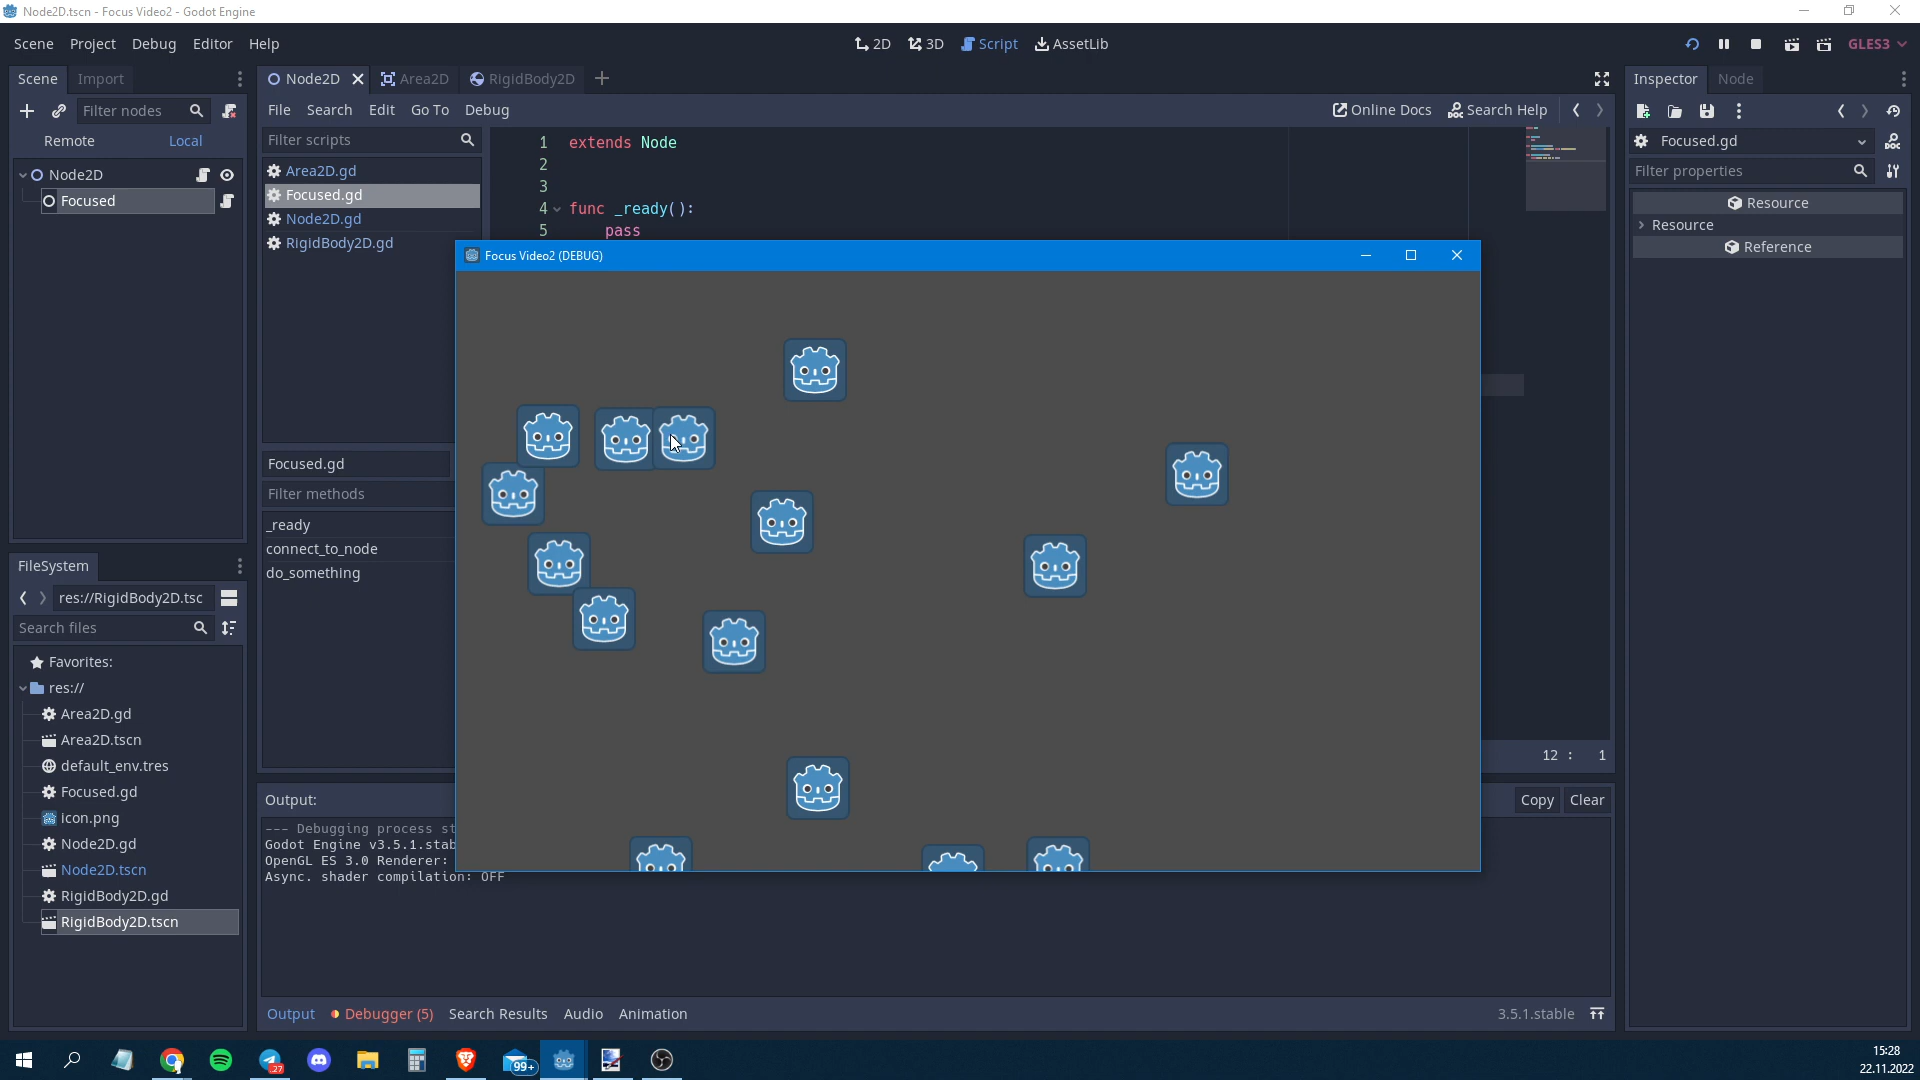 Node2D.tscn - Focus Video2 - Godot Engine
Scene Project Debug Editor Help
2D 3D Script AssetLib
GLES3
Scene Import
Node2D Area2D RigidBody2D
Inspector Node
Filter nodes
File Search Edit Go To Debug
Online Docs Search Help
Remote Local
Filter scripts
Focused.gd
Filter properties
Node2D
Focused
Area2D.gd
Focused.gd
Node2D.gd
RigidBody2D.gd
1 extends Node
2
3
4 func _ready():
5 pass
Resource
Resource
Reference
Focus Video2 (DEBUG)
Focused.gd
Filter methods
_ready
connect_to_node
do_something
12 : 1
FileSystem
res://RigidBody2D.tsc
Search files
Favorites:
res://
Area2D.gd
Area2D.tscn
default_env.tres
Focused.gd
icon.png
Node2D.gd
Node2D.tscn
RigidBody2D.gd
RigidBody2D.tscn
Output:
Copy Clear
--- Debugging process st
Godot Engine v3.5.1.stab
OpenGL ES 3.0 Renderer:
Async. shader compilation: OFF
Output Debugger (5) Search Results Audio Animation
3.5.1.stable
27
99+
15:28
22.11.2022